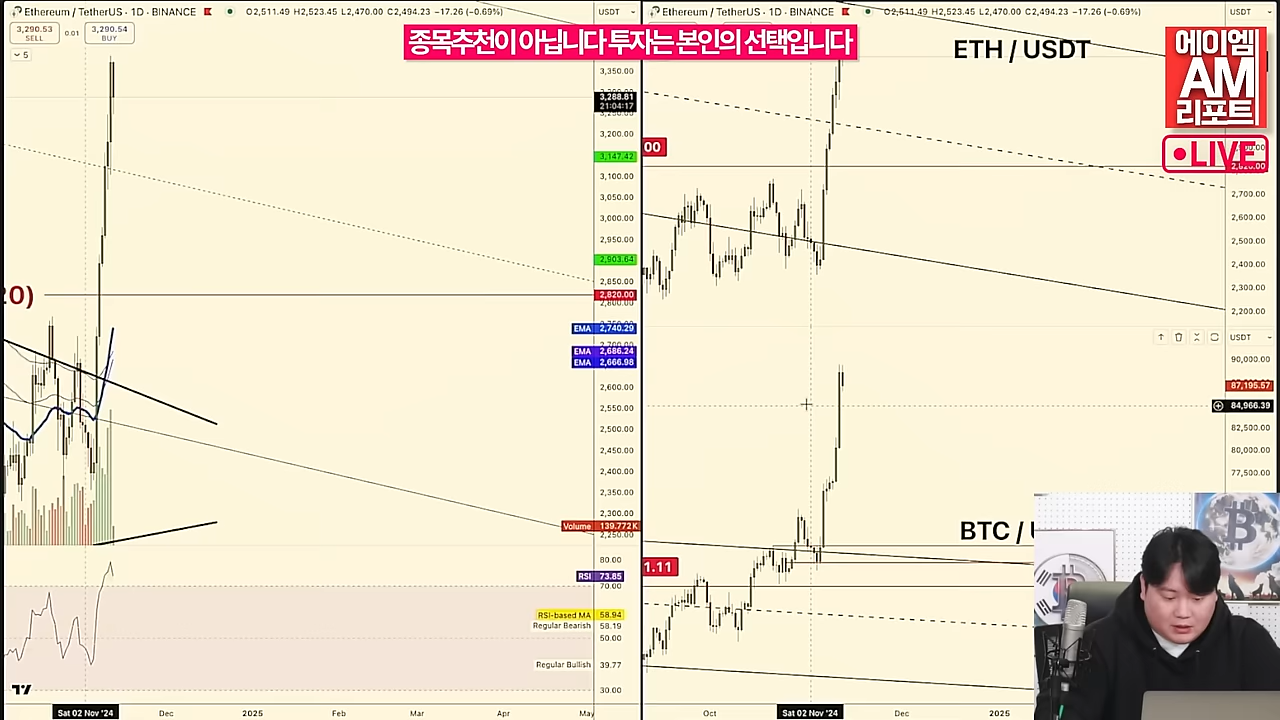 Ethereum / TetherUS · 1D · BINANCE
O2,511.49 H2,523.45 L2,470.00 C2,494.23 −17.26 (−0.69%)
USDT
3,290.53
SELL
0.01
3,290.54
BUY
5
3,350.00
3,288.81
21:04:17
3,200.00
3,147.42
3,100.00
3,050.00
3,000.00
2,950.00
2,903.64
2,850.00
2,820.00
20)
EMA 2,740.29
EMA 2,686.24
EMA 2,666.98
2,600.00
2,550.00
2,500.00
2,450.00
2,400.00
2,350.00
2,300.00
Volume 139.772K
2,250.00
80.00
RSI 73.85
70.00
RSI-based MA 58.94
Regular Bearish 58.19
50.00
Regular Bullish 39.77
30.00
Sat 02 Nov '24
Dec
2025
Feb
Mar
Apr
May
종목추천이 아닙니다 투자는 본인의 선택입니다
Ethereum / TetherUS · 1D · BINANCE
O2,511.49 H2,523.45 L2,470.00 C2,494.23 −17.26 (−0.69%)
USDT
ETH / USDT
에이엠
AM
리포트
LIVE
00
2,700.00
2,600.00
2,500.00
2,400.00
2,300.00
2,200.00
USDT
90,000.00
87,195.57
84,966.39
82,500.00
80,000.00
77,500.00
BTC / U
1.11
Oct
Sat 02 Nov '24
Dec
2025